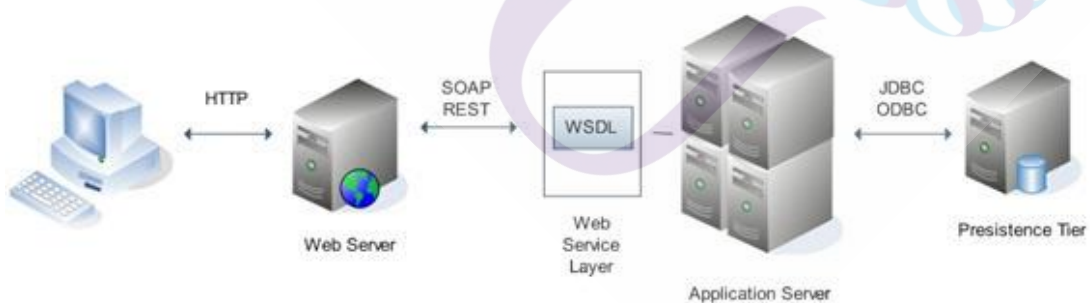 HTTP
Web Server
SOAP
REST
WSDL
Web
Service
Layer
Application Server
JDBC
ODBC
Presistence Tier